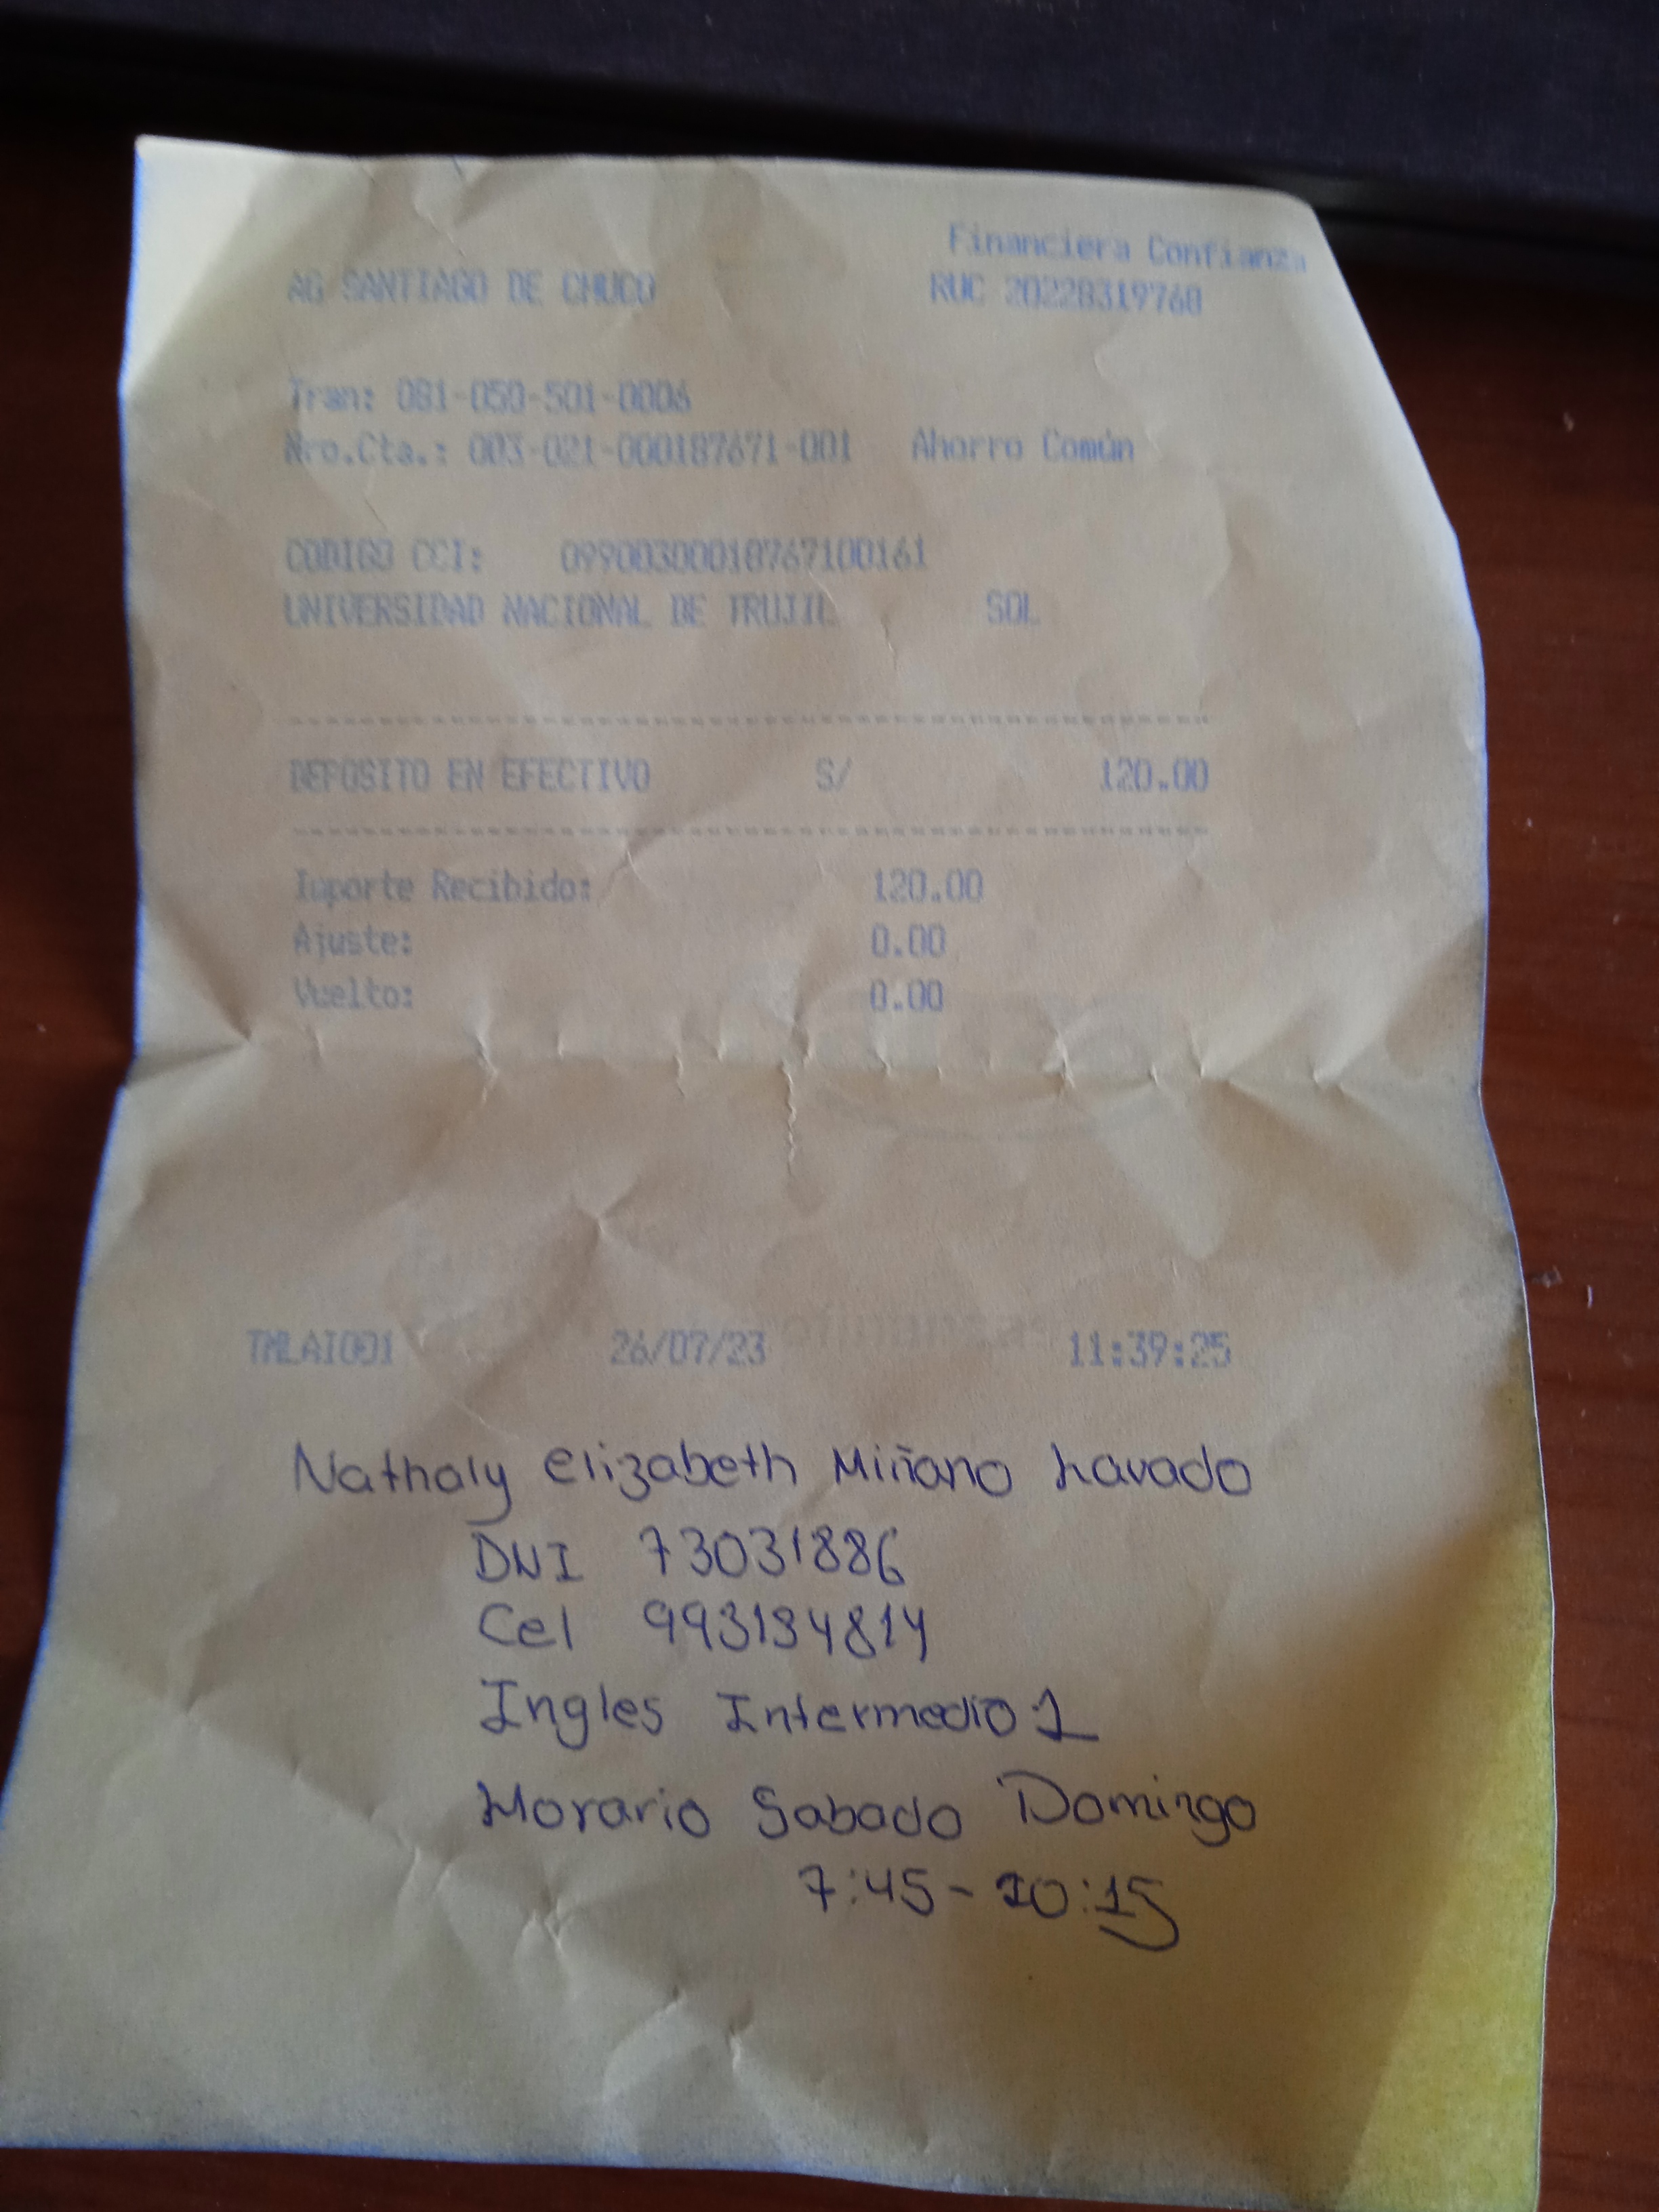 Financiera Confianza
AG SANTIAGO DE CHUCO RUC 20228319768
Tran: 081-050-501-0006
Nro.Cta.: 003-021-000187671-001 Ahorro Común
CODIGO CCI: 09900300018767100161
UNIVERSIDAD NACIONAL DE TRUJIL SOL
DEPOSITO EN EFECTIVO S/ 120.00
Importe Recibido: 120.00
Ajuste: 0.00
Vuelto: 0.00
TMLAI001 26/07/23 11:39:25
Nathaly Elizabeth Miñano Lavado
DNI 73031886
Cel 993134814
Ingles Intermedio 1
Horario Sabado Domingo
7:45 - 10:15